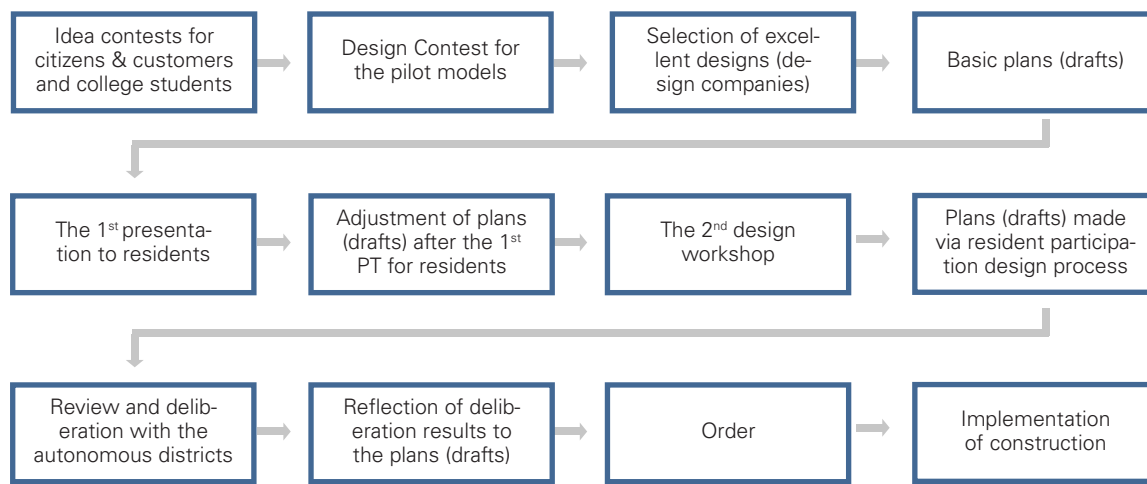 Idea contests for
citizens & customers
and college students
Design Contest for
the pilot models
Selection of excel-
lent designs (de-
sign companies)
Basic plans (drafts)
The 1st presenta-
tion to residents
Adjustment of plans
(drafts) after the 1st
PT for residents
The 2nd design
workshop
Plans (drafts) made
via resident participa-
tion design process
Review and delib-
eration with the
autonomous districts
Reflection of delib-
eration results to
the plans (drafts)
Order
Implementation
of construction